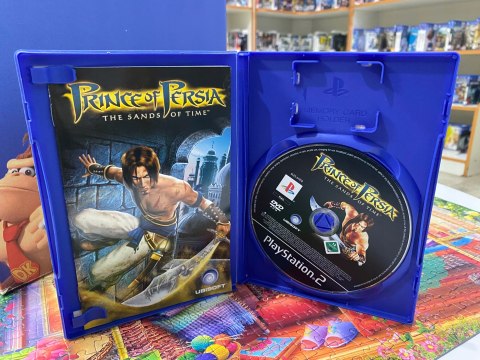 PRINCE OF PERSIA
THE SANDS OF TIME
UBISOFT
MEMORY CARD
HOLDER
PRINCE OF PERSIA
THE SANDS OF TIME
DVD
PlayStation.2
DK